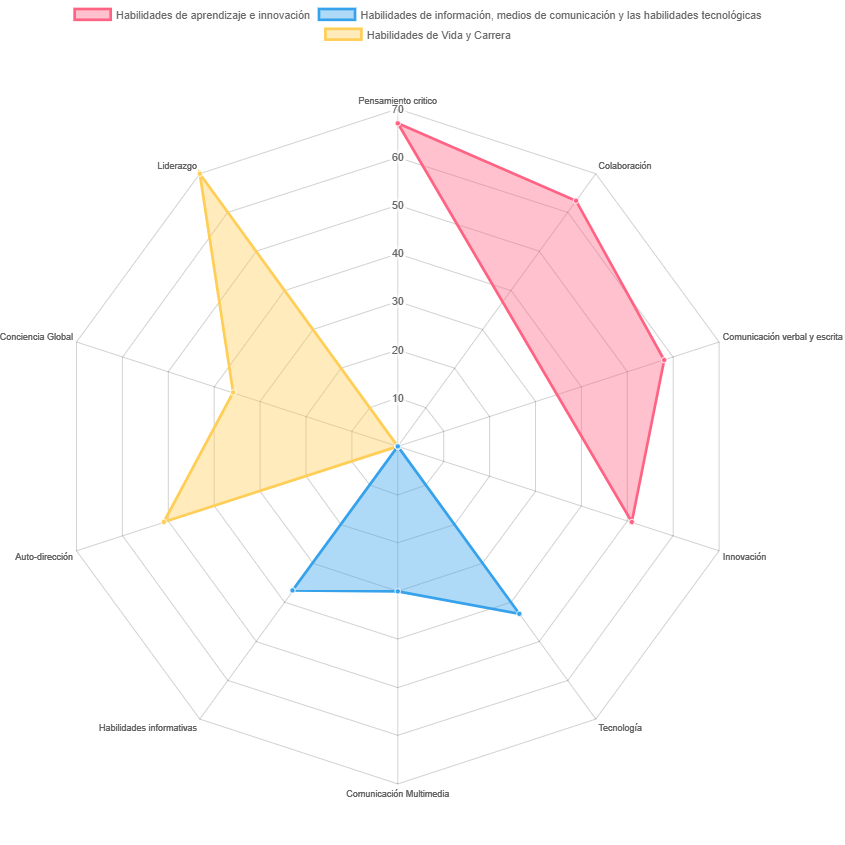 Habilidades de aprendizaje e innovación
Habilidades de información, medios de comunicación y las habilidades tecnológicas
Habilidades de Vida y Carrera
Pensamiento critico
70
60
Liderazgo
Colaboración
50
40
30
Conciencia Global
Comunicación verbal y escrita
20
10
Auto-dirección
Innovación
Habilidades informativas
Tecnología
Comunicación Multimedia